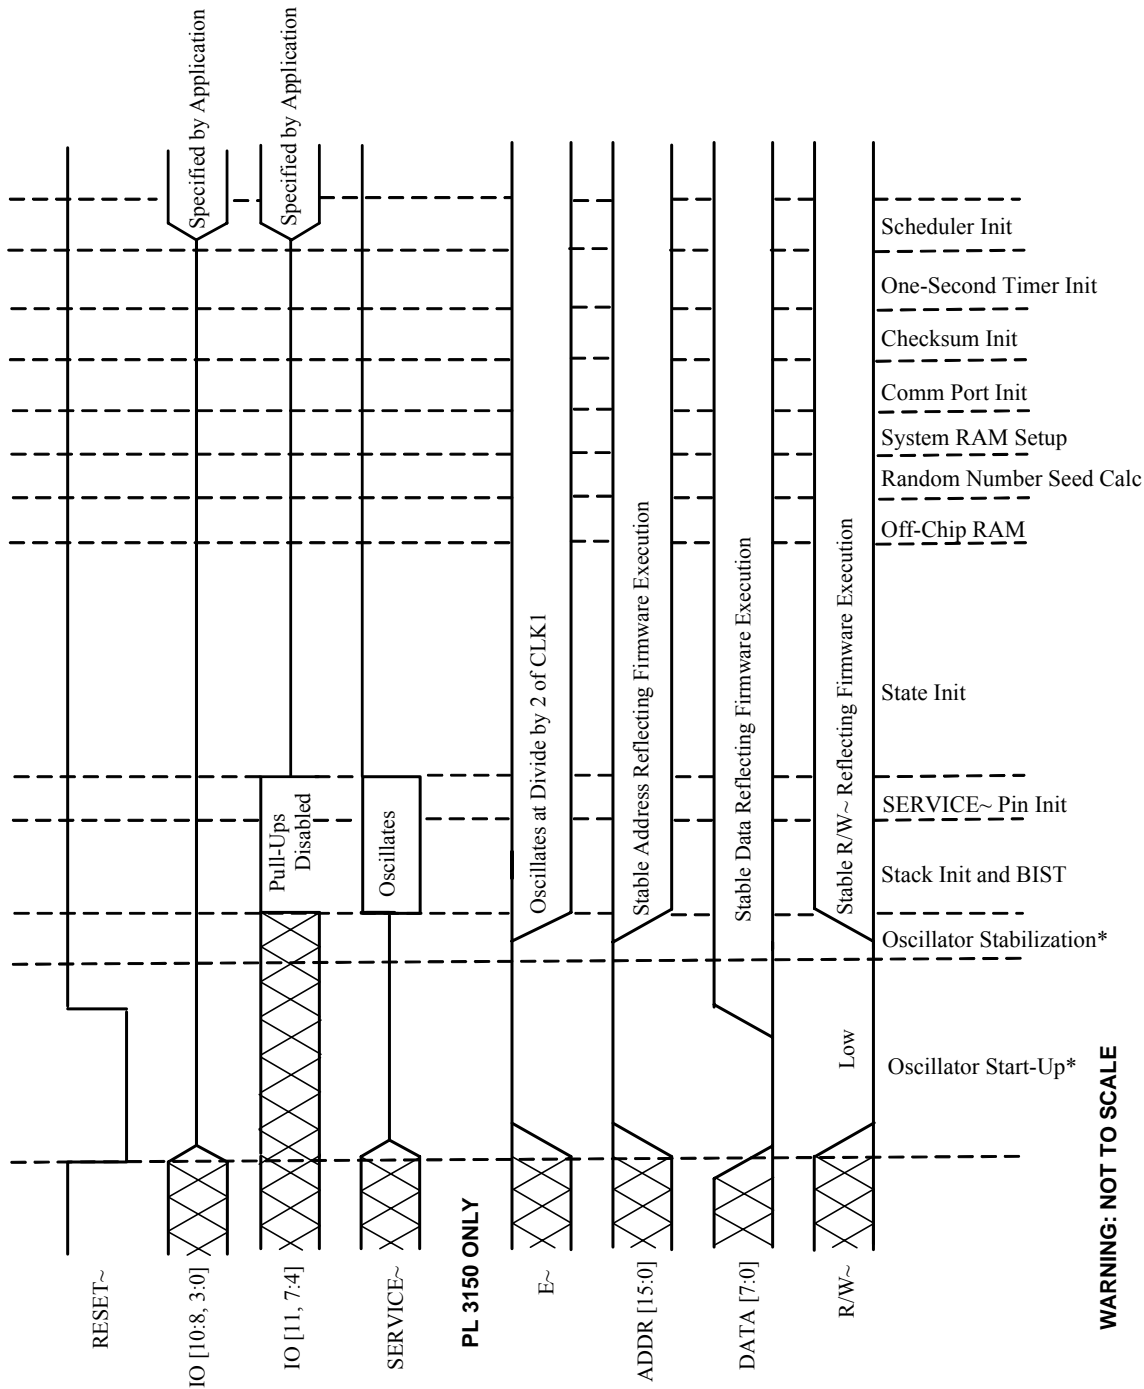 RESET~
IO [10:8, 3:0]
Specified by Application
IO [11, 7:4]
Pull-Ups
Disabled
Specified by Application
SERVICE~
Oscillates
PL 3150 ONLY
E~
Oscillates at Divide by 2 of CLK1
ADDR [15:0]
Stable Address Reflecting Firmware Execution
DATA [7:0]
Stable Data Reflecting Firmware Execution
R/W~
Low
Stable R/W~ Reflecting Firmware Execution
Scheduler Init
One-Second Timer Init
Checksum Init
Comm Port Init
System RAM Setup
Random Number Seed Calc
Off-Chip RAM
State Init
SERVICE~ Pin Init
Stack Init and BIST
Oscillator Stabilization*
Oscillator Start-Up*
WARNING: NOT TO SCALE